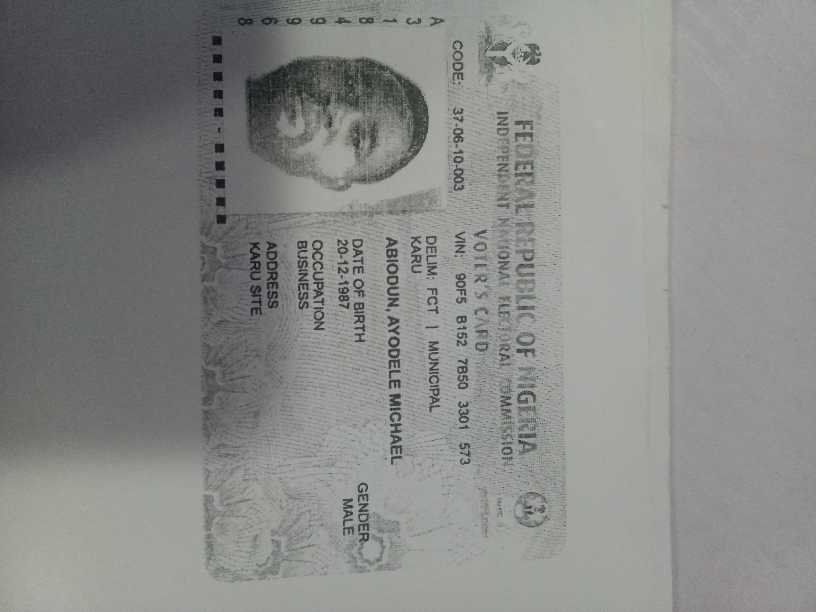 FEDERAL REPUBLIC OF NIGERIA
INDEPENDENT NATIONAL ELECTORAL COMMISSION
VOTER'S CARD
CODE: 37-06-10-003 VIN: 90F5 B152 7B50 3301 573
DELIM: FCT | MUNICIPAL
KARU
ABIODUN, AYODELE MICHAEL
DATE OF BIRTH
20-12-1987
GENDER
MALE
OCCUPATION
BUSINESS
ADDRESS
KARU SITE
A
3
1
8
4
9
9
6
8